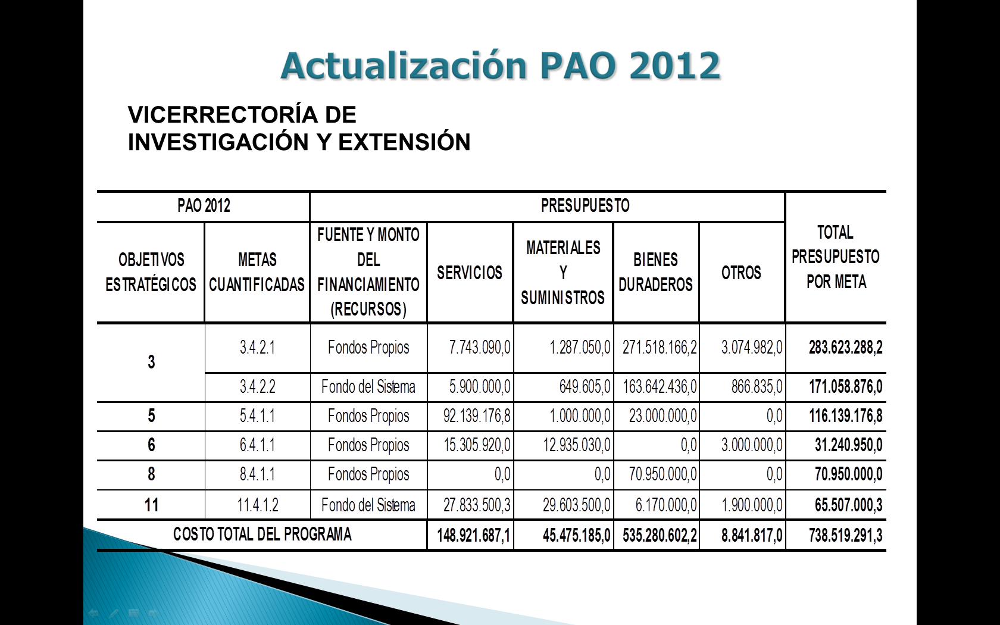 Actualización PAO 2012
VICERRECTORÍA DE
INVESTIGACIÓN Y EXTENSIÓN
PAO 2012 PRESUPUESTO TOTAL PRESUPUESTO POR META
OBJETIVOS ESTRATÉGICOS METAS CUANTIFICADAS FUENTE Y MONTO DEL FINANCIAMIENTO (RECURSOS) SERVICIOS MATERIALES Y SUMINISTROS BIENES DURADEROS OTROS
3 3.4.2.1 Fondos Propios 7.743.090,0 1.287.050,0 271.518.166,2 3.074.982,0 283.623.288,2
3.4.2.2 Fondo del Sistema 5.900.000,0 649.605,0 163.642.436,0 866.835,0 171.058.876,0
5 5.4.1.1 Fondos Propios 92.139.176,8 1.000.000,0 23.000.000,0 0,0 116.139.176,8
6 6.4.1.1 Fondos Propios 15.305.920,0 12.935.030,0 0,0 3.000.000,0 31.240.950,0
8 8.4.1.1 Fondos Propios 0,0 0,0 70.950.000,0 0,0 70.950.000,0
11 11.4.1.2 Fondo del Sistema 27.833.500,3 29.603.500,0 6.170.000,0 1.900.000,0 65.507.000,3
COSTO TOTAL DEL PROGRAMA 148.921.687,1 45.475.185,0 535.280.602,2 8.841.817,0 738.519.291,3